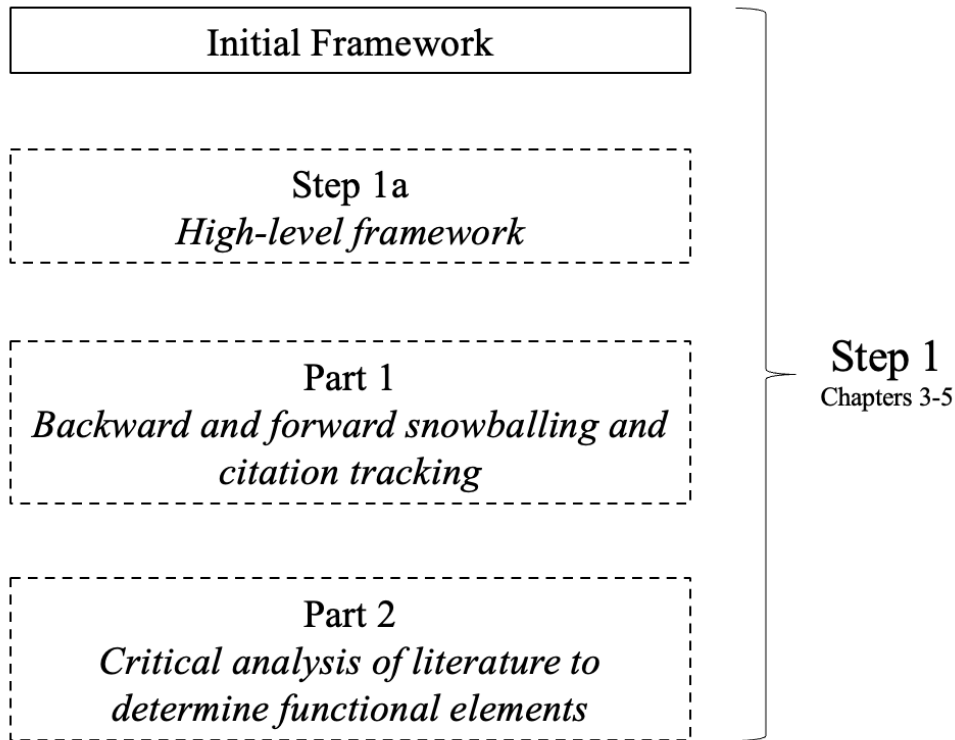 Initial Framework
Step 1a
High-level framework
Part 1
Backward and forward snowballing and
citation tracking
Part 2
Critical analysis of literature to
determine functional elements
Step 1
Chapters 3-5